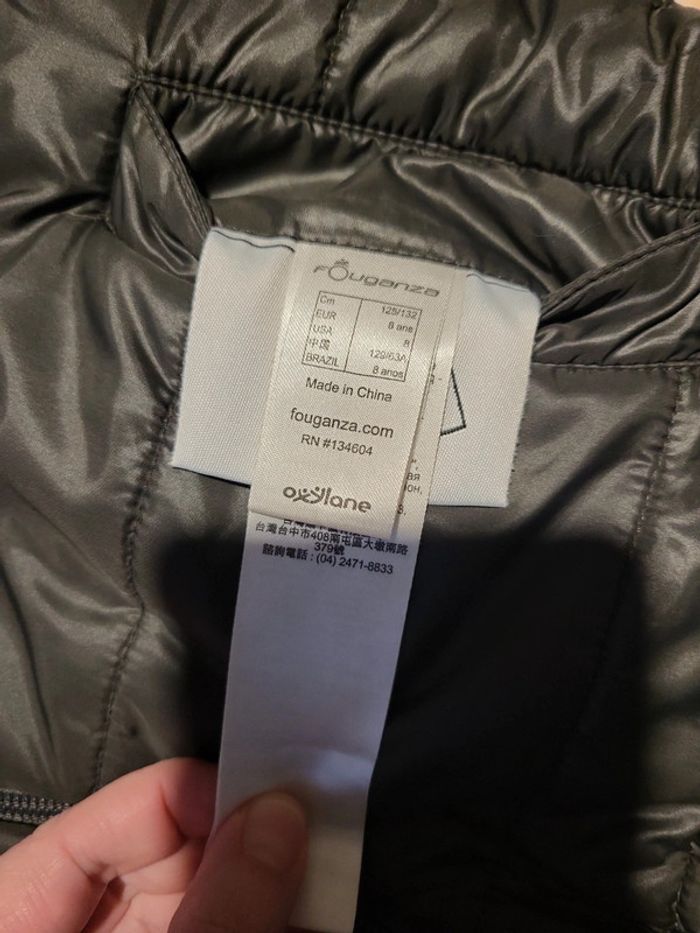 FOuganza
Cm 125/132
EUR 8 ans
USA 8
中国 129/63A
BRAZIL 8 anos
Made in China
fouganza.com
RN #134604
oxylane
台灣台中市408南屯區大墩南路
379號
諮詢電話 : (04) 2471-8833